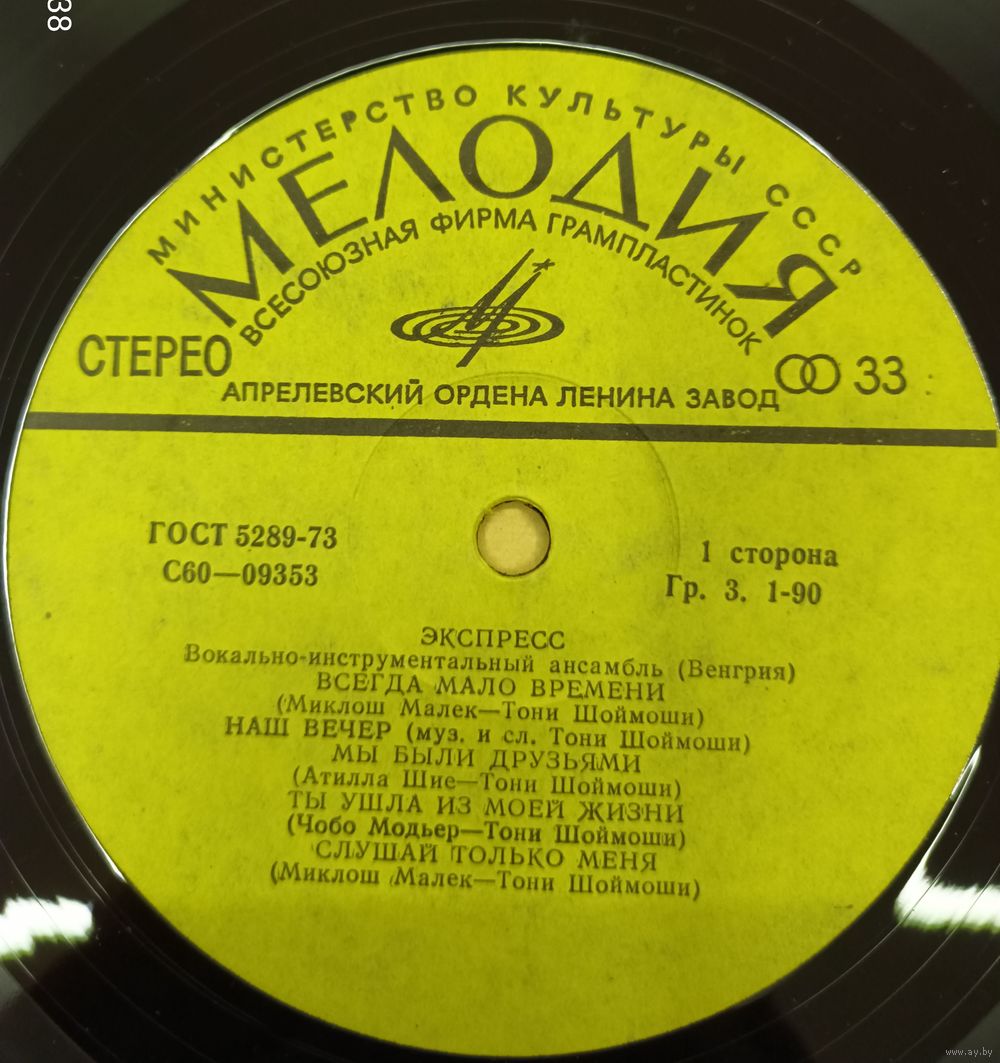 38
МИНИСТЕРСТВО КУЛЬТУРЫ СССР
МЕЛОДИЯ
ВСЕСОЮЗНАЯ ФИРМА ГРАМПЛАСТИНОК
СТЕРЕО
33
АПРЕЛЕВСКИЙ ОРДЕНА ЛЕНИНА ЗАВОД
ГОСТ 5289-73
С60—09353
1 сторона
Гр. 3. 1-90
ЭКСПРЕСС
Вокально-инструментальный ансамбль (Венгрия)
ВСЕГДА МАЛО ВРЕМЕНИ
(Миклош Малек—Тони Шоймоши)
НАШ ВЕЧЕР (муз. и сл. Тони Шоймоши)
МЫ БЫЛИ ДРУЗЬЯМИ
(Атилла Шие—Тони Шоймоши)
ТЫ УШЛА ИЗ МОЕЙ ЖИЗНИ
(Чобо Модьер—Тони Шоймоши)
СЛУШАЙ ТОЛЬКО МЕНЯ
(Миклош Малек—Тони Шоймоши)
www.ay.by